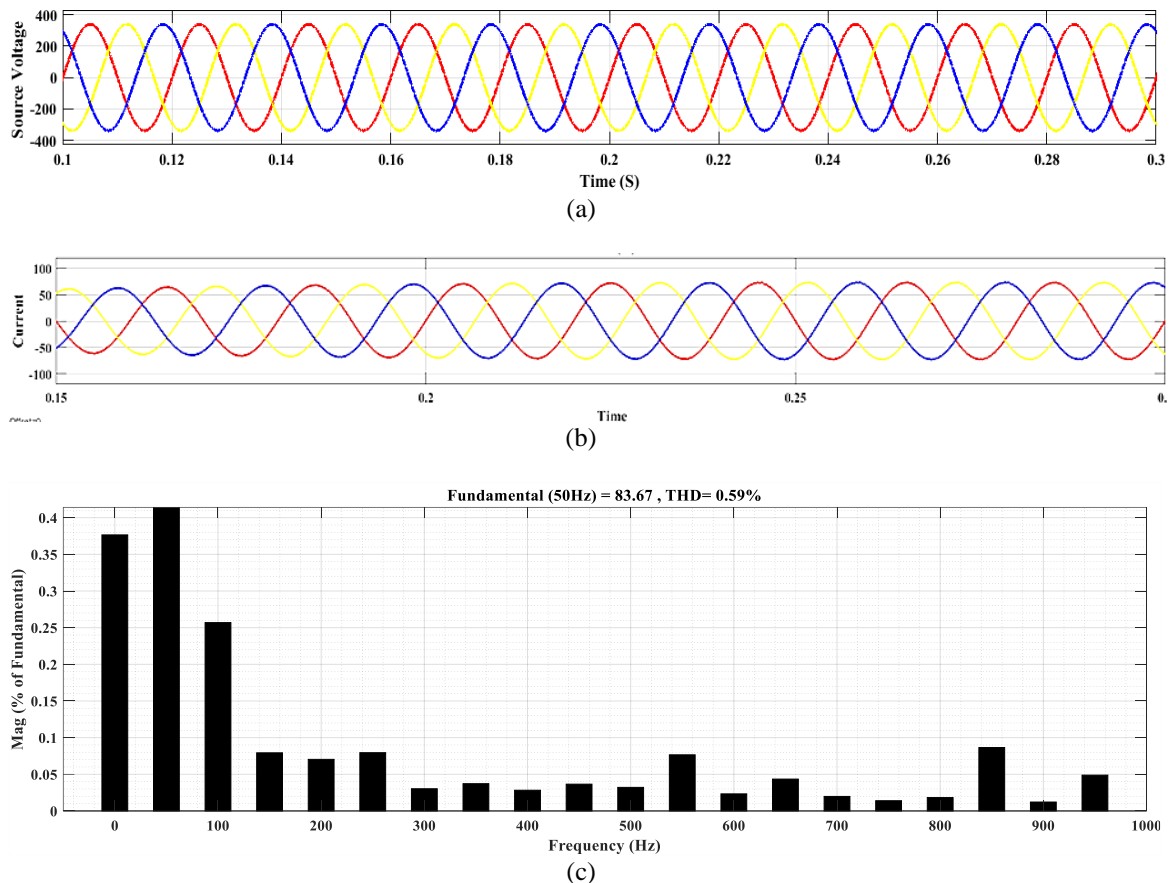 400
200
0
-200
-400
Source Voltage
0.1 0.12 0.14 0.16 0.18 0.2 0.22 0.24 0.26 0.28 0.3
Time (S)
(a)
100
50
0
-50
-100
Current
0.15 0.2 0.25 0.
Time
(b)
Fundamental (50Hz) = 83.67 , THD= 0.59%
0.4
0.35
0.3
0.25
0.2
0.15
0.1
0.05
0
Mag (% of Fundamental)
0 100 200 300 400 500 600 700 800 900 1000
Frequency (Hz)
(c)